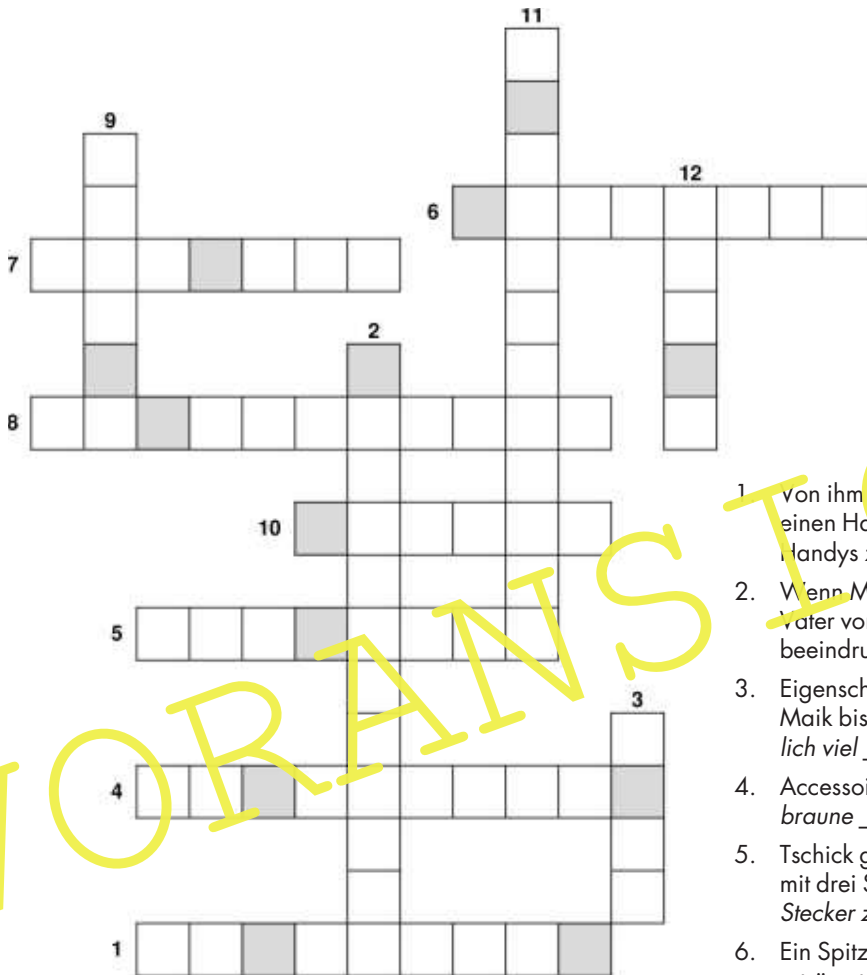 11
9
12
6
7
2
8
10
5
3
4
1
VORANSI
1. Von ihm
einen
Handys
2. Wenn M
Vater vo
beeindru
3. Eigensch
Maik bis
lich viel _
4. Accessoi
braune _
5. Tschick g
mit drei S
Stecker z
6. Ein Spitz